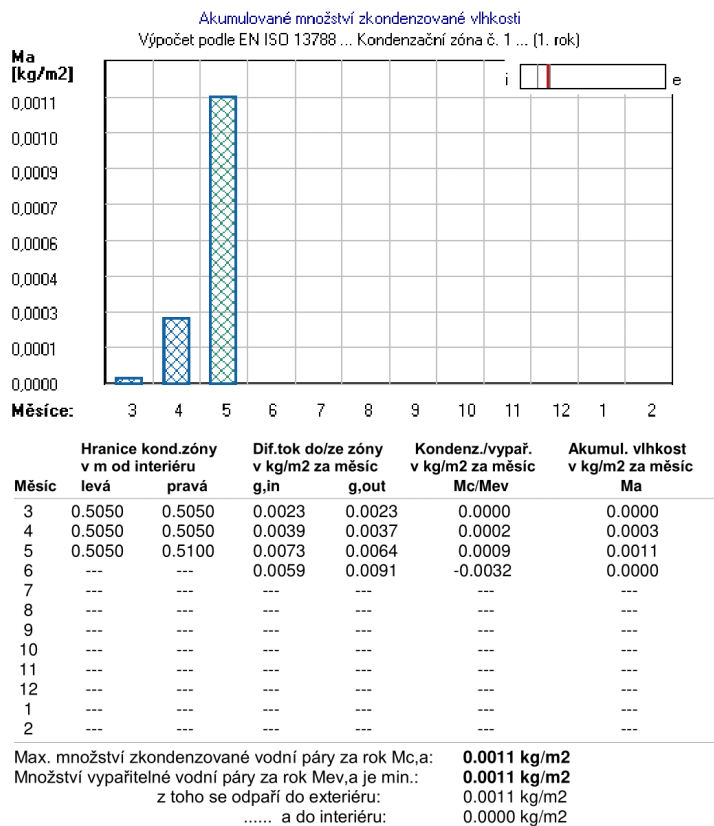 Akumulované množství zkondenzované vlhkosti
Výpočet podle EN ISO 13788 ... Kondenzační zóna č. 1 ... (1. rok)
Ma
[kg/m2]
i e
0,0011
0,0010
0,0009
0,0007
0,0006
0,0004
0,0003
0,0001
0,0000
Měsíce: 3 4 5 6 7 8 9 10 11 12 1 2
Hranice kond.zóny Dif.tok do/ze zóny Kondenz./vypař. Akumul. vlhkost
v m od interiéru v kg/m2 za měsíc v kg/m2 za měsíc v kg/m2 za měsíc
Měsíc levá pravá g,in g,out Mc/Mev Ma
3 0.5050 0.5050 0.0023 0.0023 0.0000 0.0000
4 0.5050 0.5050 0.0039 0.0037 0.0002 0.0003
5 0.5050 0.5100 0.0073 0.0064 0.0009 0.0011
6 --- --- 0.0059 0.0091 -0.0032 0.0000
7 --- --- --- --- --- ---
8 --- --- --- --- --- ---
9 --- --- --- --- --- ---
10 --- --- --- --- --- ---
11 --- --- --- --- --- ---
12 --- --- --- --- --- ---
1 --- --- --- --- --- ---
2 --- --- --- --- --- ---
Max. množství zkondenzované vodní páry za rok Mc,a: 0.0011 kg/m2
Množství vypařitelné vodní páry za rok Mev,a je min.: 0.0011 kg/m2
z toho se odpaří do exteriéru: 0.0011 kg/m2
...... a do interiéru: 0.0000 kg/m2